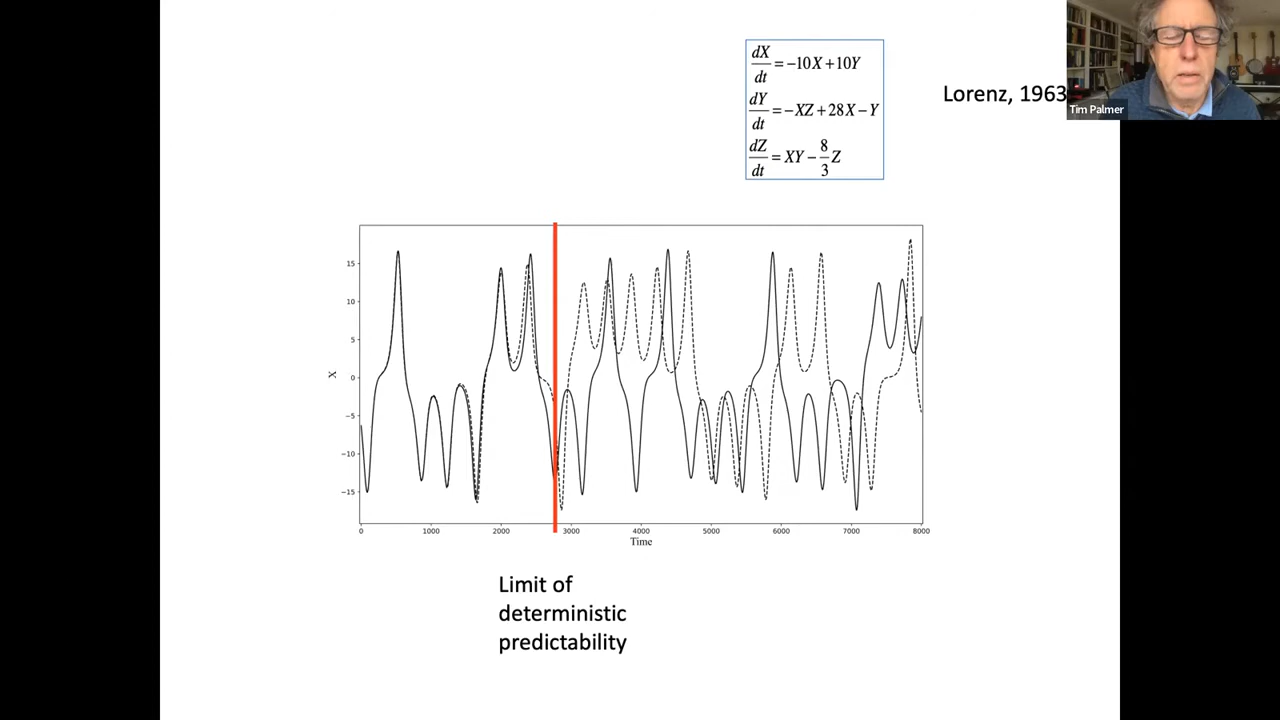 dX/dt = −10X + 10Y
dY/dt = −XZ + 28X − Y
dZ/dt = XY − 8/3 Z
Lorenz, 1963
Tim Palmer
15
10
5
0
−5
−10
−15
X
0 1000 2000 3000 4000 5000 6000 7000 8000
Time
Limit of
deterministic
predictability